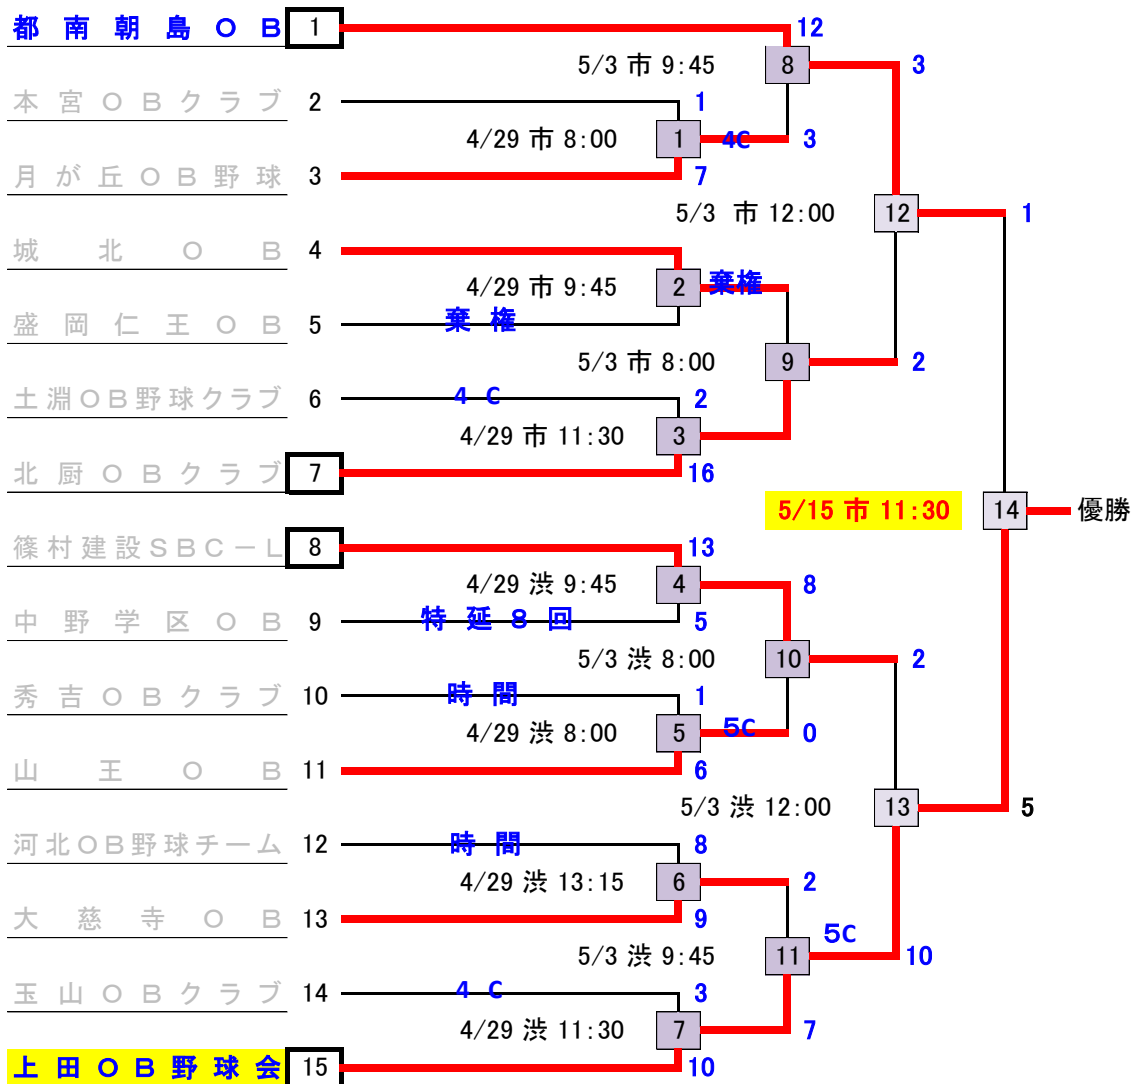 都南朝島OB 1 12
5/3 市 9:45 8 3
本宮OBクラブ 2 1
4/29 市 8:00 1 4C 3
月が丘OB野球 3 7
5/3 市 12:00 12 1
城北OB 4
4/29 市 9:45 2 棄権
盛岡仁王OB 5 棄権
5/3 市 8:00 9 2
土淵OB野球クラブ 6 4 C 2
4/29 市 11:30 3
北厨OBクラブ 7 16
5/15 市 11:30 14 優勝
篠村建設SBC-L 8 13
4/29 渋 9:45 4 8
中野学区OB 9 特延8回 5
5/3 渋 8:00 10 2
秀吉OBクラブ 10 時間 1
4/29 渋 8:00 5 5C 0
山王OB 11 6
5/3 渋 12:00 13 5
河北OB野球チーム 12 時間 8
4/29 渋 13:15 6 2
大慈寺OB 13 9
5C
5/3 渋 9:45 11 10
玉山OBクラブ 14 4 C 3
4/29 渋 11:30 7 7
上田OB野球会 15 10